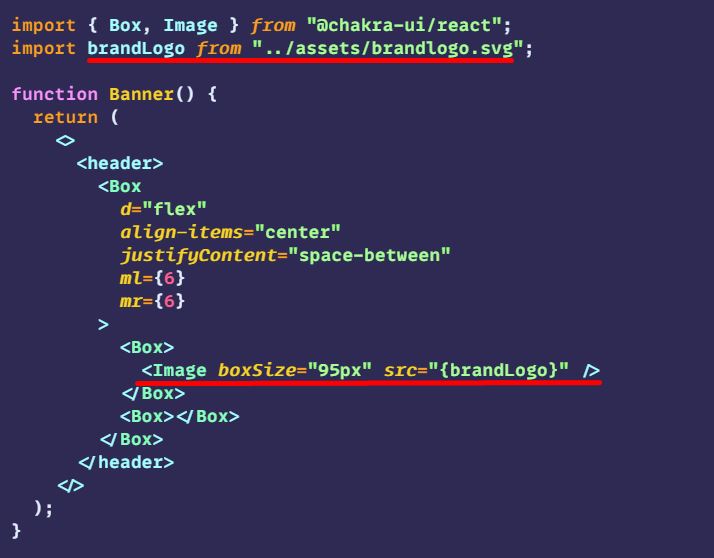 import { Box, Image } from "@chakra-ui/react";
import brandLogo from "../assets/brandlogo.svg";

function Banner() {
  return (
    <>
      <header>
        <Box
          d="flex"
          align-items="center"
          justifyContent="space-between"
          ml={6}
          mr={6}
        >
          <Box>
            <Image boxSize="95px" src="{brandLogo}" />
          </Box>
          <Box></Box>
        </Box>
      </header>
    </>
  );
}